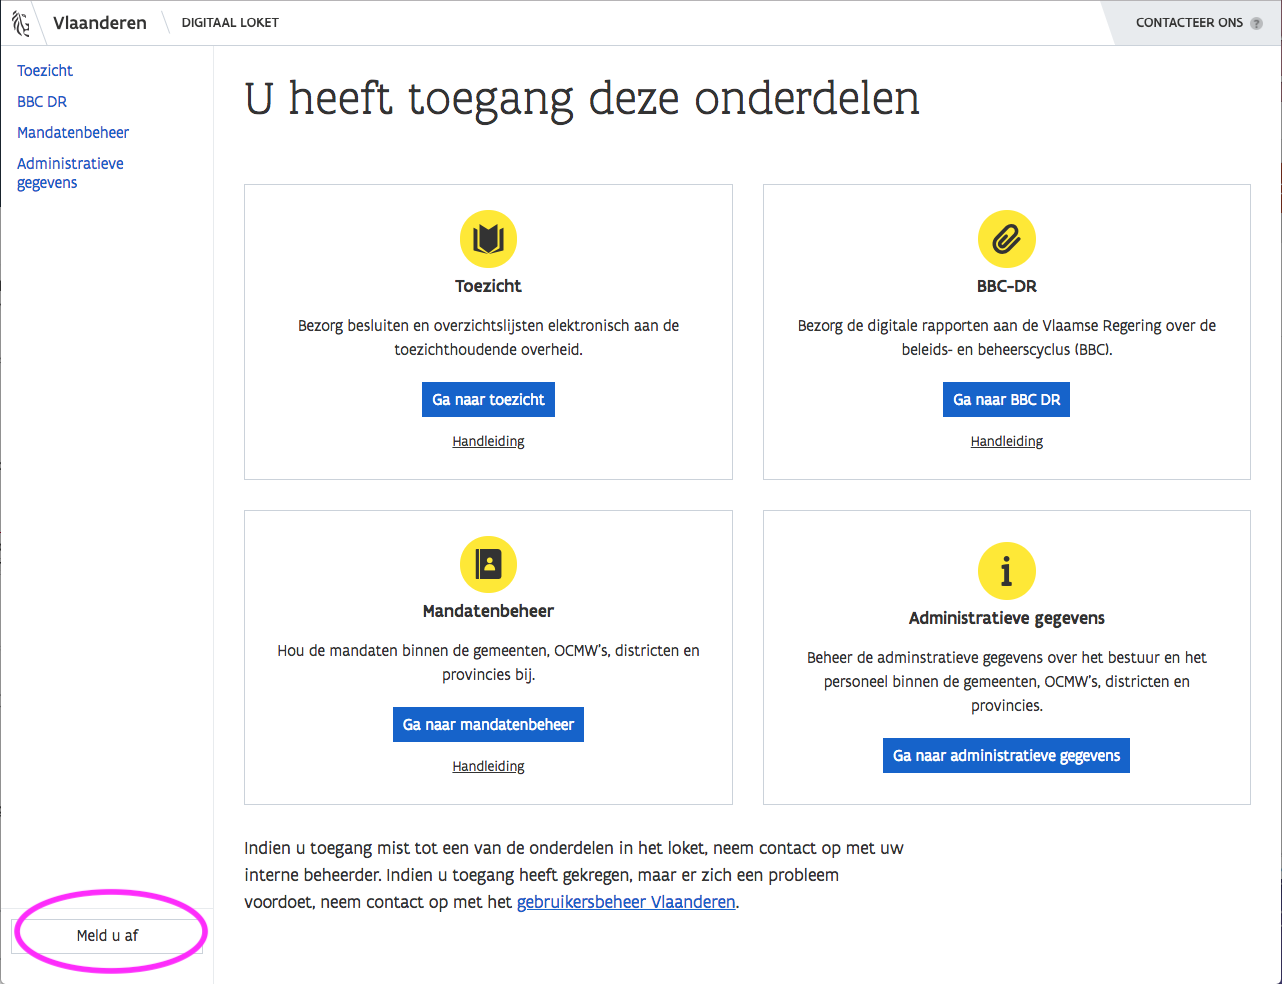 Vlaanderen
DIGITAAL LOKET
CONTACTEER ONS ?
Toezicht
BBC DR
Mandatenbeheer
Administratieve
gegevens
U heeft toegang deze onderdelen
Toezicht
Bezorg besluiten en overzichtslijsten elektronisch aan de
toezichthoudende overheid.
Ga naar toezicht
Handleiding
BBC-DR
Bezorg de digitale rapporten aan de Vlaamse Regering over de
beleids- en beheerscyclus (BBC).
Ga naar BBC DR
Handleiding
Mandatenbeheer
Hou de mandaten binnen de gemeenten, OCMW's, districten en
provincies bij.
Ga naar mandatenbeheer
Handleiding
Administratieve gegevens
Beheer de adminstratieve gegevens over het bestuur en het
personeel binnen de gemeenten, OCMW's, districten en
provincies.
Ga naar administratieve gegevens
Indien u toegang mist tot een van de onderdelen in het loket, neem contact op met uw
interne beheerder. Indien u toegang heeft gekregen, maar er zich een probleem
voordoet, neem contact op met het gebruikersbeheer Vlaanderen.
Meld u af